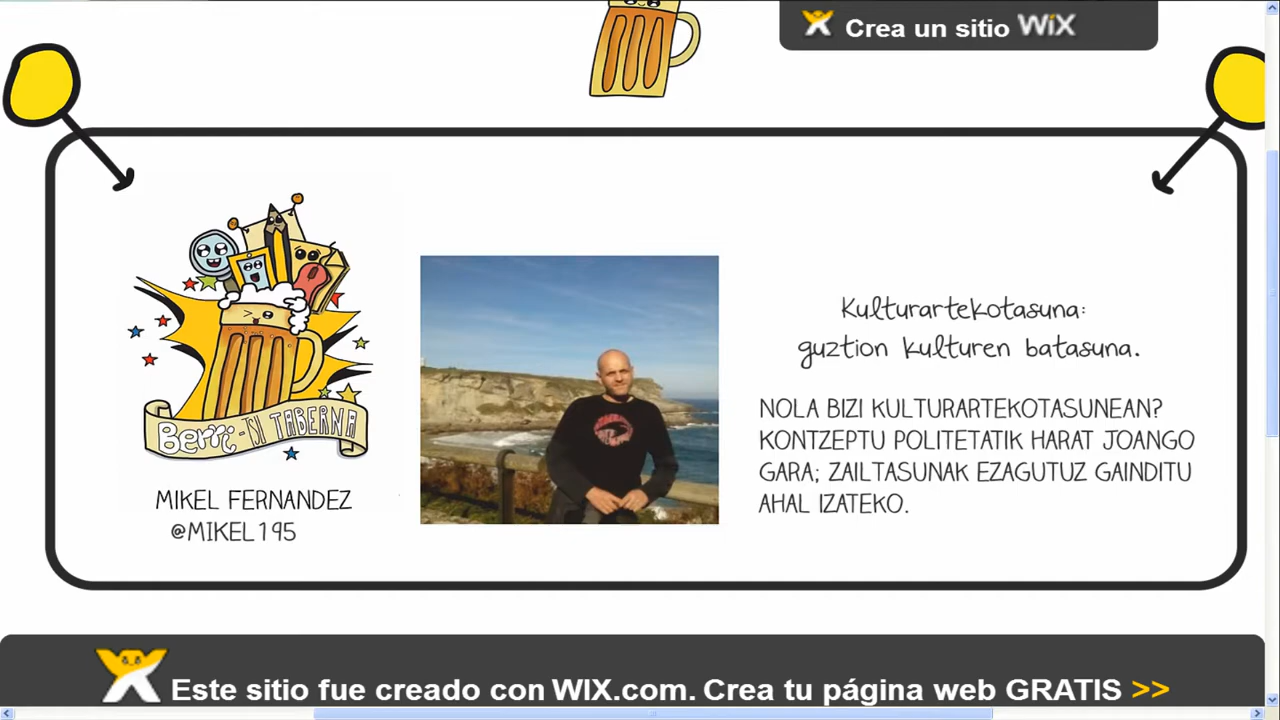 Crea un sitio WiX
Berri-tsi TABERNA
MIKEL FERNANDEZ
@MIKEL195
Kulturartekotasuna:
guztion kulturen batasuna.
NOLA BIZI KULTURARTEKOTASUNEAN?
KONTZEPTU POLITETATIK HARAT JOANGO
GARA; ZAILTASUNAK EZAGUTUZ GAINDITU
AHAL IZATEKO.
Este sitio fue creado con WIX.com. Crea tu página web GRATIS >>